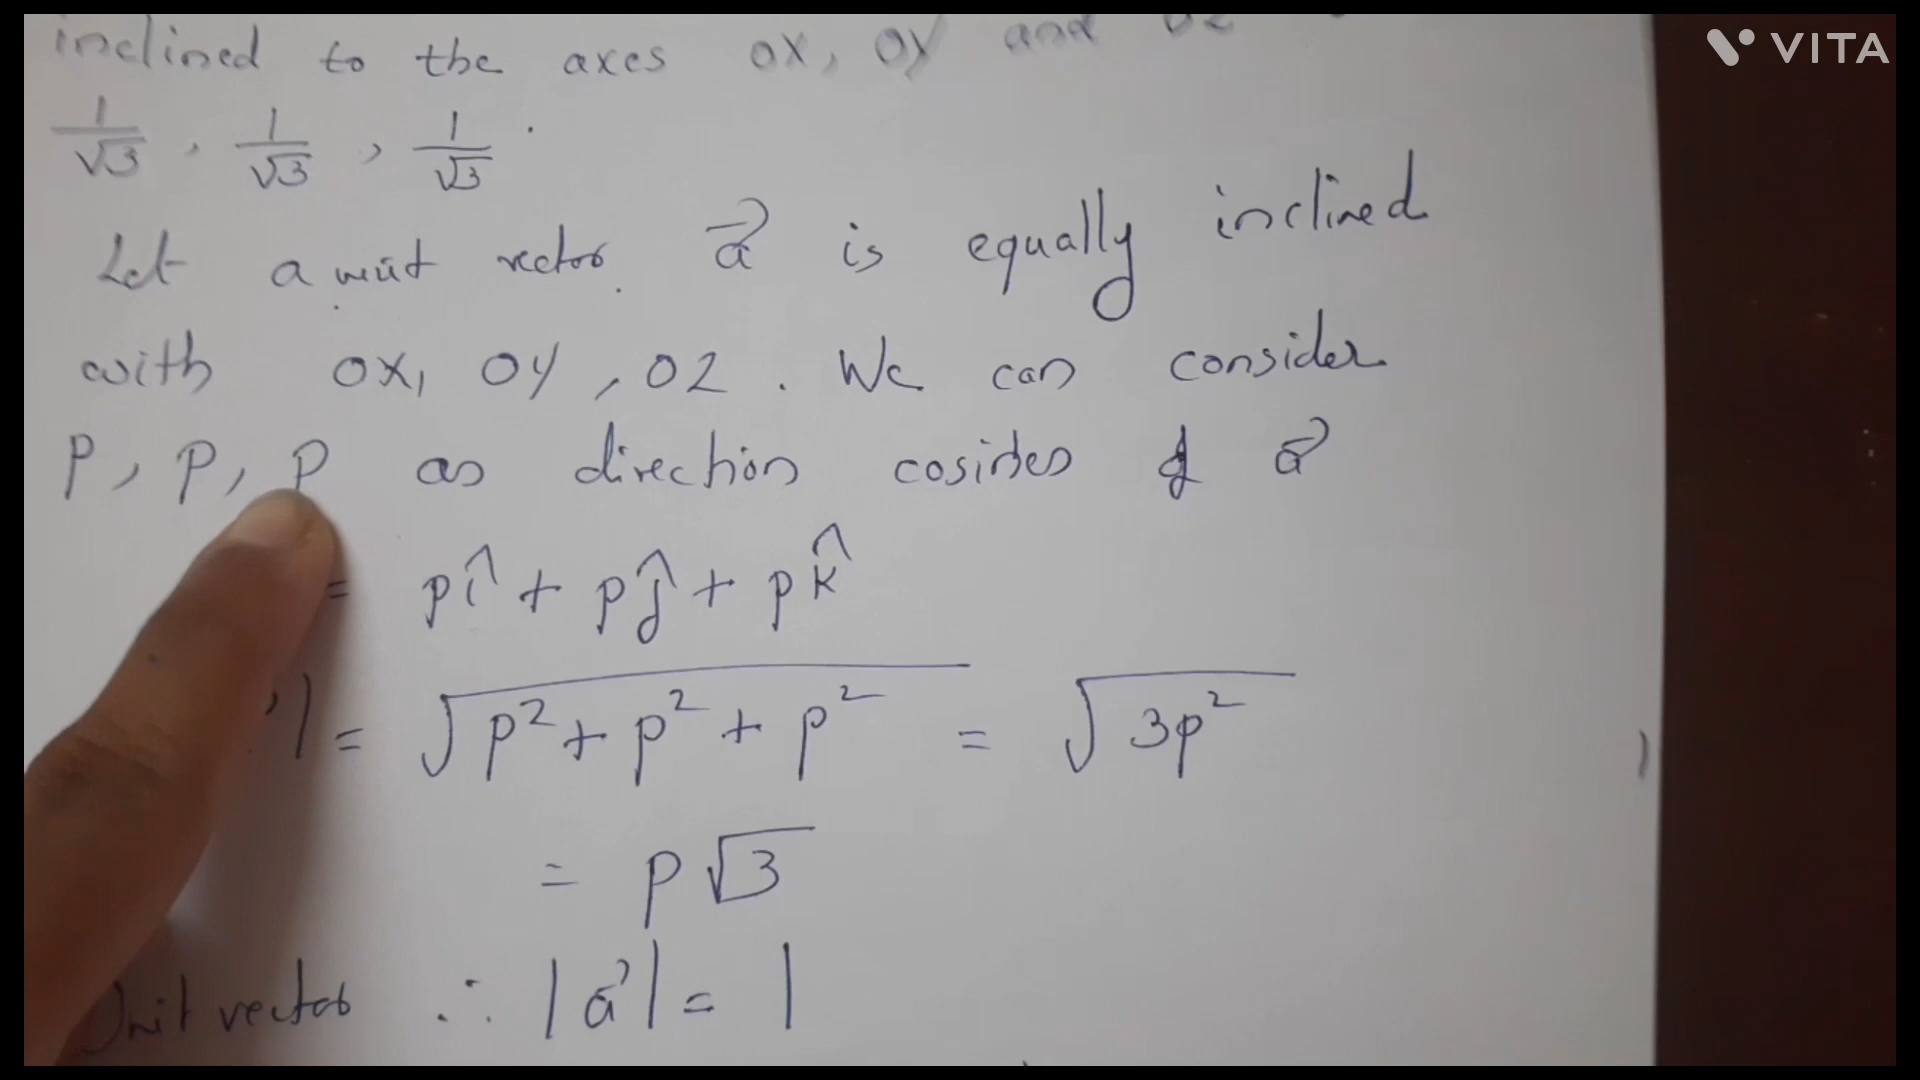 inclined to the axes OX, OY and OZ
1/√3, 1/√3, 1/√3.
Let a unit vector a⃗ is equally inclined
with OX, OY, OZ. We can consider
P, P, P as direction cosines of a⃗
= pî + pĵ + pk̂
| = √(p² + p² + p²) = √(3p²)
= p√3
Unit vector ∴ |a⃗| = 1
VITA